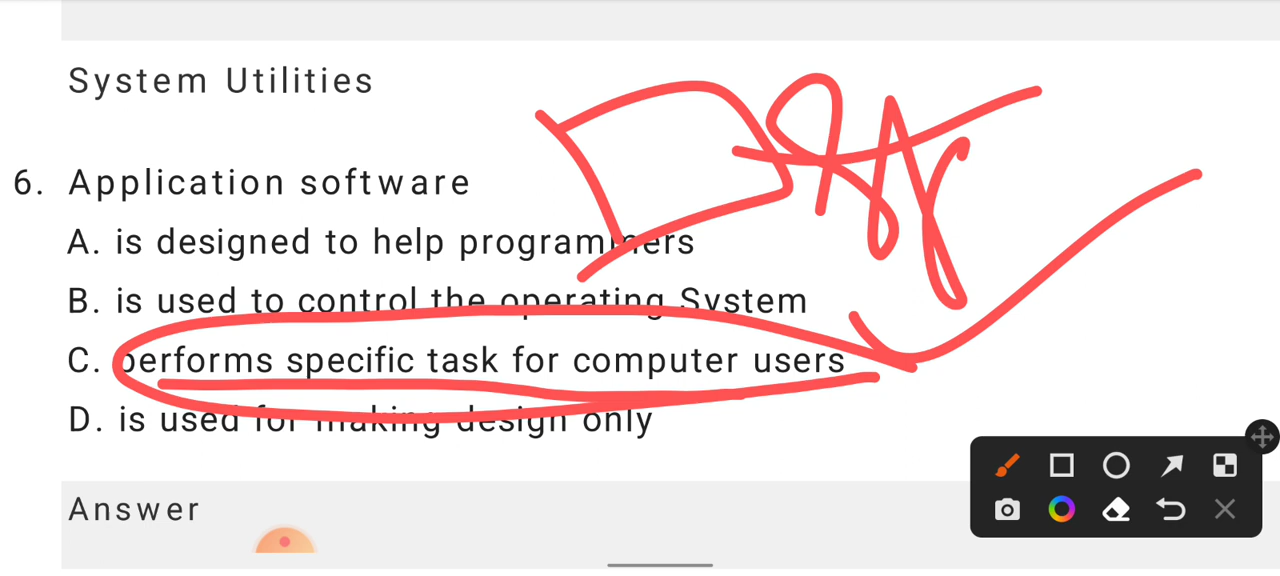 System Utilities
6. Application software
A. is designed to help programmers
B. is used to control the operating System
C. performs specific task for computer users
D. is used for making design only
Answer